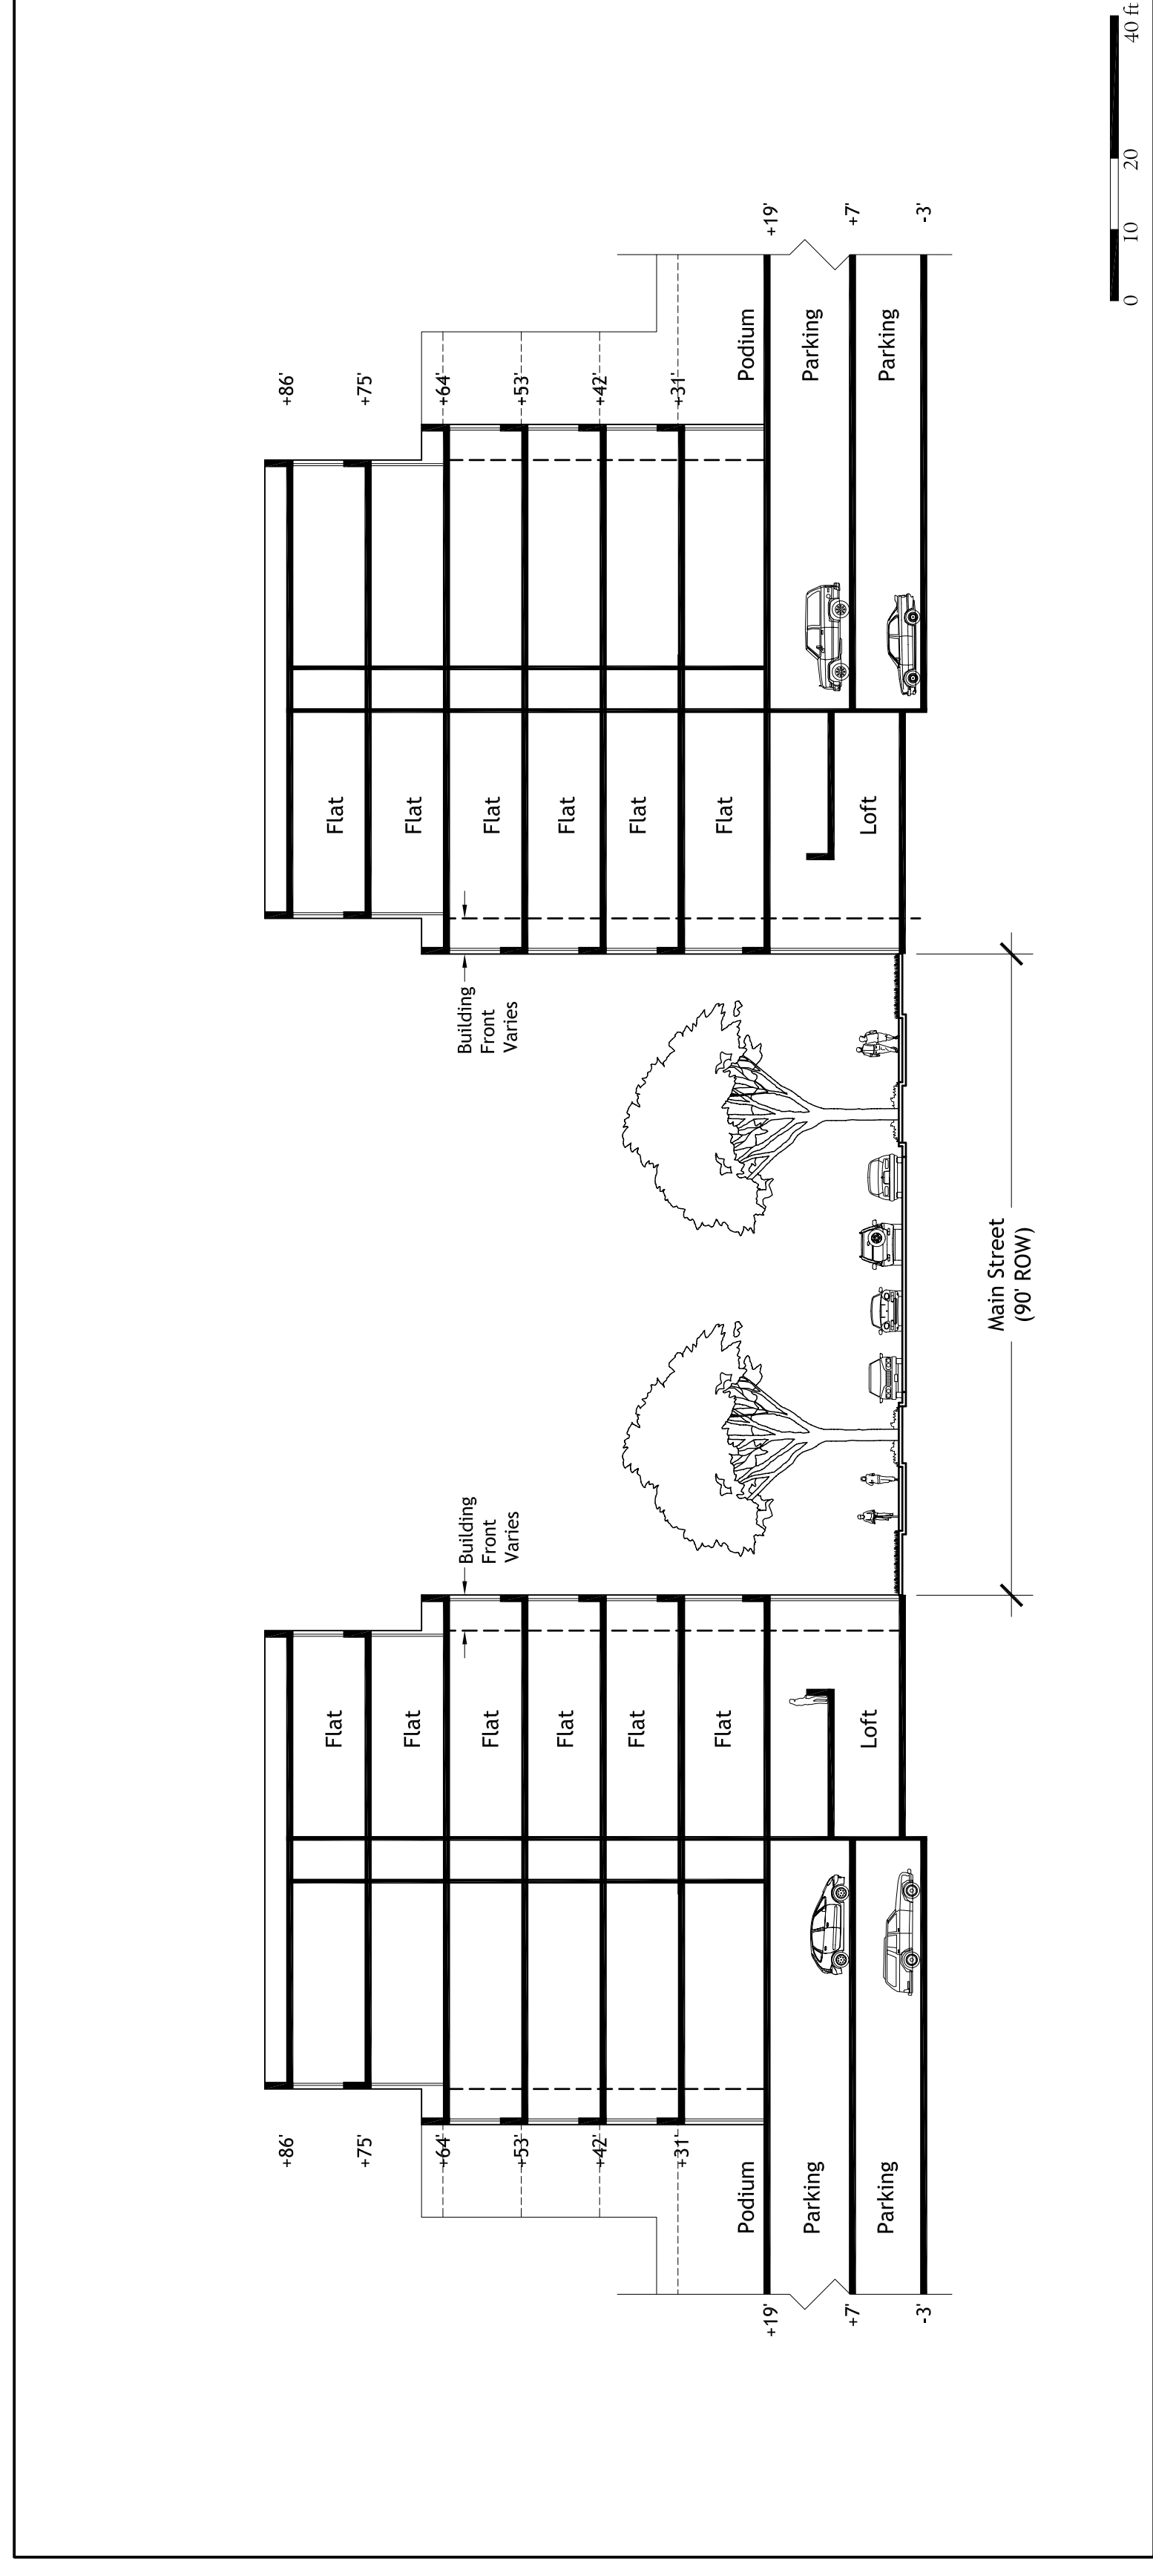 +86'
+75'
+64'
+53'
+42'
+31'
+19'
+7'
-3'
Podium
Parking
Parking
Flat
Flat
Flat
Flat
Flat
Flat
Loft
Building
Front
Varies
Main Street
(90' ROW)
Building
Front
Varies
Flat
Flat
Flat
Flat
Flat
Flat
Loft
+86'
+75'
+64'
+53'
+42'
+31'
+19'
+7'
-3'
Podium
Parking
Parking
0 10 20 40 ft